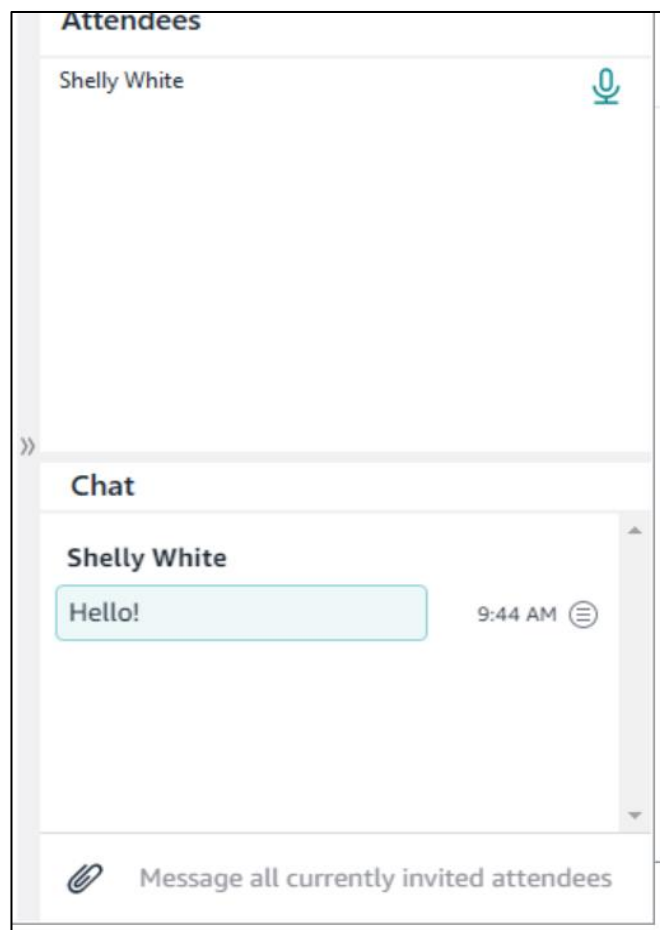 Attendees
Shelly White
Chat
Shelly White
Hello!
9:44 AM
Message all currently invited attendees